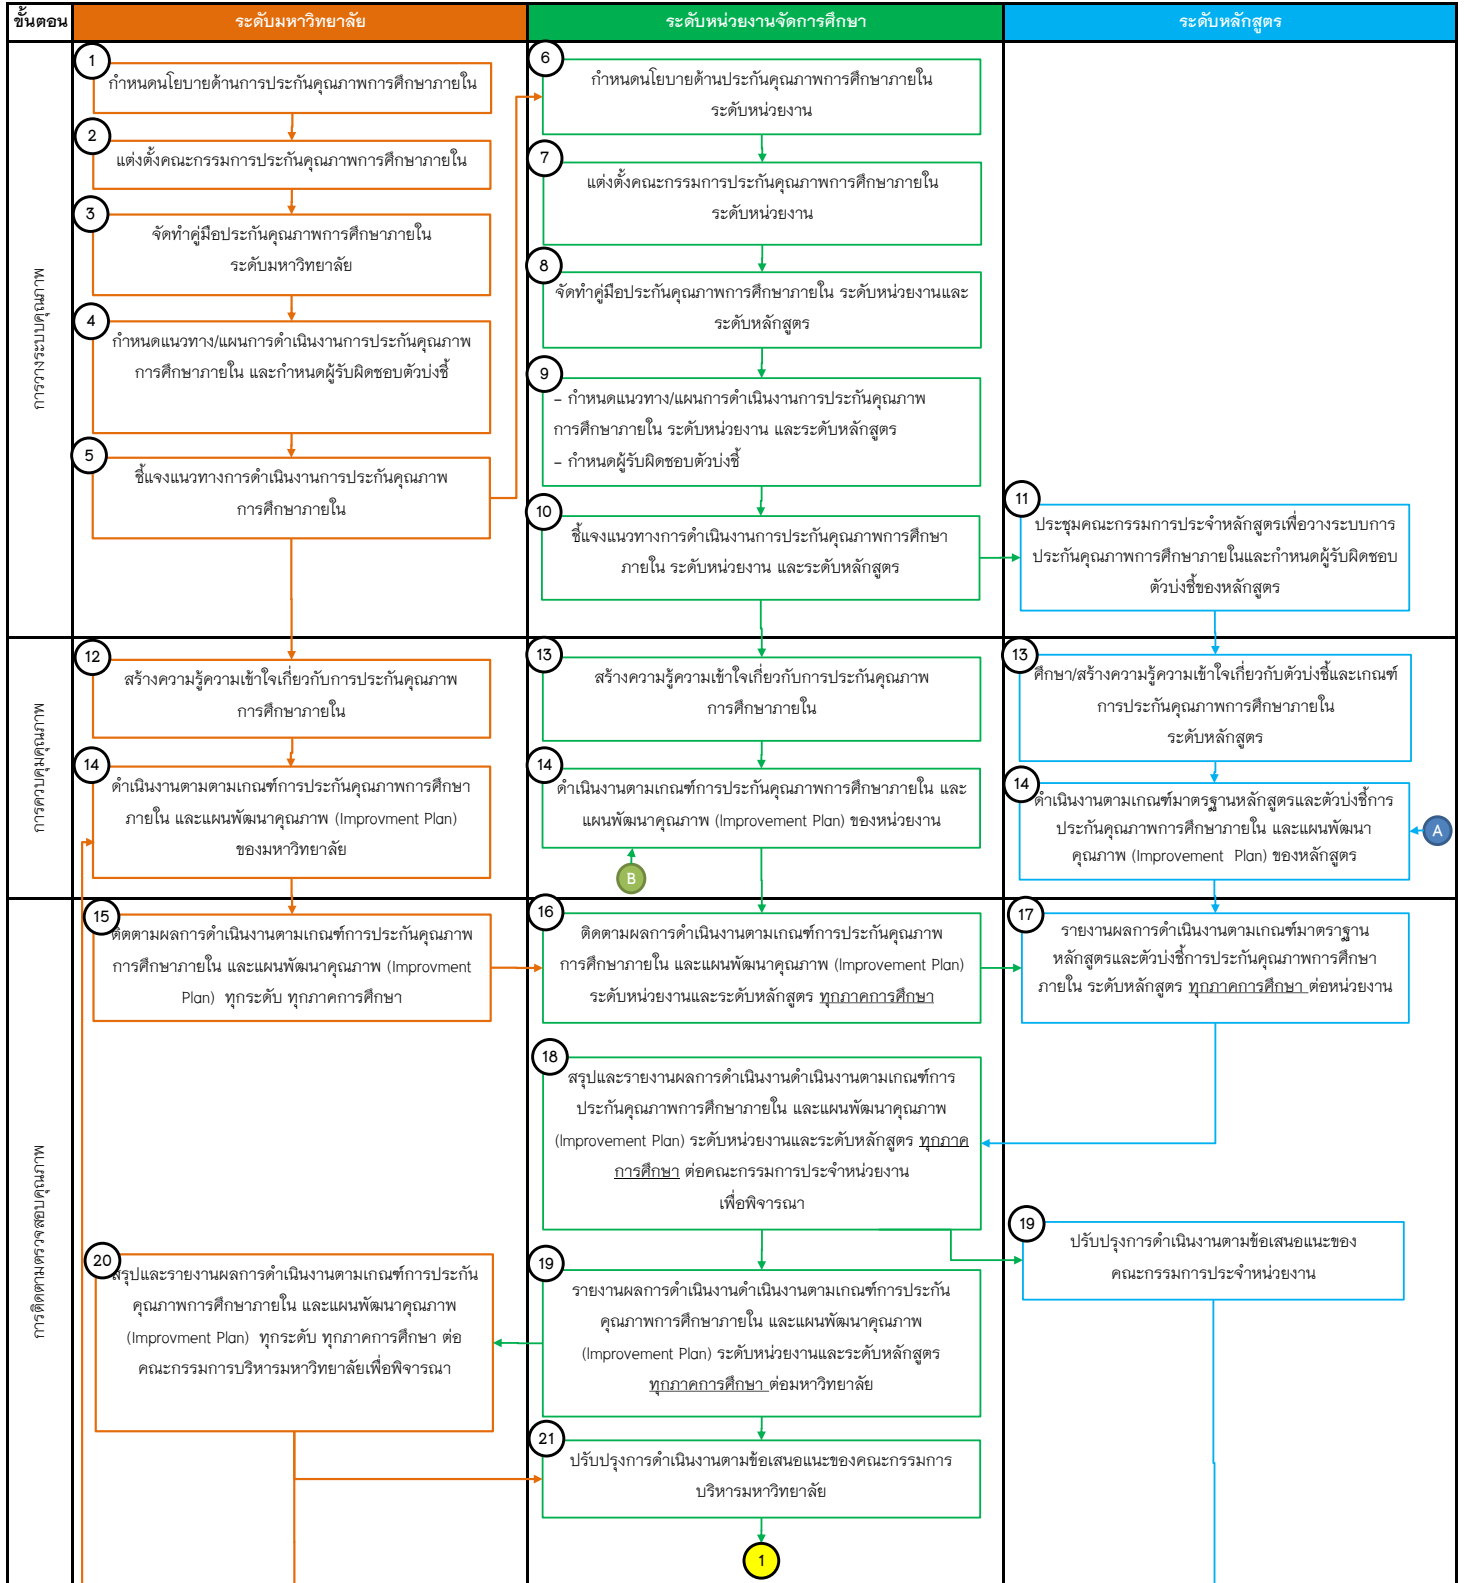 ขั้นตอน
ระดับมหาวิทยาลัย
ระดับหน่วยงานจัดการศึกษา
ระดับหลักสูตร
การวางระบบคุณภาพ
1
กำหนดนโยบายด้านการประกันคุณภาพการศึกษาภายใน
2
แต่งตั้งคณะกรรมการประกันคุณภาพการศึกษาภายใน
3
จัดทำคู่มือประกันคุณภาพการศึกษาภายใน
ระดับมหาวิทยาลัย
4
กำหนดแนวทาง/แผนการดำเนินงานการประกันคุณภาพ
การศึกษาภายใน และกำหนดผู้รับผิดชอบตัวบ่งชี้
5
ชี้แจงแนวทางการดำเนินงานการประกันคุณภาพ
การศึกษาภายใน
6
กำหนดนโยบายด้านประกันคุณภาพการศึกษาภายใน
ระดับหน่วยงาน
7
แต่งตั้งคณะกรรมการประกันคุณภาพการศึกษาภายใน
ระดับหน่วยงาน
8
จัดทำคู่มือประกันคุณภาพการศึกษาภายใน ระดับหน่วยงานและ
ระดับหลักสูตร
9
– กำหนดแนวทาง/แผนการดำเนินงานการประกันคุณภาพ
การศึกษาภายใน ระดับหน่วยงาน และระดับหลักสูตร
– กำหนดผู้รับผิดชอบตัวบ่งชี้
10
ชี้แจงแนวทางการดำเนินงานการประกันคุณภาพการศึกษา
ภายใน ระดับหน่วยงาน และระดับหลักสูตร
11
ประชุมคณะกรรมการประจำหลักสูตรเพื่อวางระบบการ
ประกันคุณภาพการศึกษาภายในและกำหนดผู้รับผิดชอบ
ตัวบ่งชี้ของหลักสูตร
การควบคุมคุณภาพ
12
สร้างความรู้ความเข้าใจเกี่ยวกับการประกันคุณภาพ
การศึกษาภายใน
13
สร้างความรู้ความเข้าใจเกี่ยวกับการประกันคุณภาพ
การศึกษาภายใน
13
ศึกษา/สร้างความรู้ความเข้าใจเกี่ยวกับตัวบ่งชี้และเกณฑ์
การประกันคุณภาพการศึกษาภายใน
ระดับหลักสูตร
14
ดำเนินงานตามตามเกณฑ์การประกันคุณภาพการศึกษา
ภายใน และแผนพัฒนาคุณภาพ (Improvment Plan)
ของมหาวิทยาลัย
14
ดำเนินงานตามเกณฑ์การประกันคุณภาพการศึกษาภายใน และ
แผนพัฒนาคุณภาพ (Improvement Plan) ของหน่วยงาน
B
14
ดำเนินงานตามเกณฑ์มาตรฐานหลักสูตรและตัวบ่งชี้การ
ประกันคุณภาพการศึกษาภายใน และแผนพัฒนา
คุณภาพ (Improvement Plan) ของหลักสูตร
A
การติดตามตรวจสอบคุณภาพ
15
ติดตามผลการดำเนินงานตามเกณฑ์การประกันคุณภาพ
การศึกษาภายใน และแผนพัฒนาคุณภาพ (Improvment
Plan) ทุกระดับ ทุกภาคการศึกษา
16
ติดตามผลการดำเนินงานตามเกณฑ์การประกันคุณภาพ
การศึกษาภายใน และแผนพัฒนาคุณภาพ (Improvement Plan)
ระดับหน่วยงานและระดับหลักสูตร ทุกภาคการศึกษา
17
รายงานผลการดำเนินงานตามเกณฑ์มาตราฐาน
หลักสูตรและตัวบ่งชี้การประกันคุณภาพการศึกษา
ภายใน ระดับหลักสูตร ทุกภาคการศึกษา ต่อหน่วยงาน
18
สรุปและรายงานผลการดำเนินงานดำเนินงานตามเกณฑ์การ
ประกันคุณภาพการศึกษาภายใน และแผนพัฒนาคุณภาพ
(Improvement Plan) ระดับหน่วยงานและระดับหลักสูตร ทุกภาค
การศึกษา ต่อคณะกรรมการประจำหน่วยงาน
เพื่อพิจารณา
19
ปรับปรุงการดำเนินงานตามข้อเสนอแนะของ
คณะกรรมการประจำหน่วยงาน
19
รายงานผลการดำเนินงานดำเนินงานตามเกณฑ์การประกัน
คุณภาพการศึกษาภายใน และแผนพัฒนาคุณภาพ
(Improvement Plan) ระดับหน่วยงานและระดับหลักสูตร
ทุกภาคการศึกษา ต่อมหาวิทยาลัย
20
สรุปและรายงานผลการดำเนินงานตามเกณฑ์การประกัน
คุณภาพการศึกษาภายใน และแผนพัฒนาคุณภาพ
(Improvment Plan) ทุกระดับ ทุกภาคการศึกษา ต่อ
คณะกรรมการบริหารมหาวิทยาลัยเพื่อพิจารณา
21
ปรับปรุงการดำเนินงานตามข้อเสนอแนะของคณะกรรมการ
บริหารมหาวิทยาลัย
1